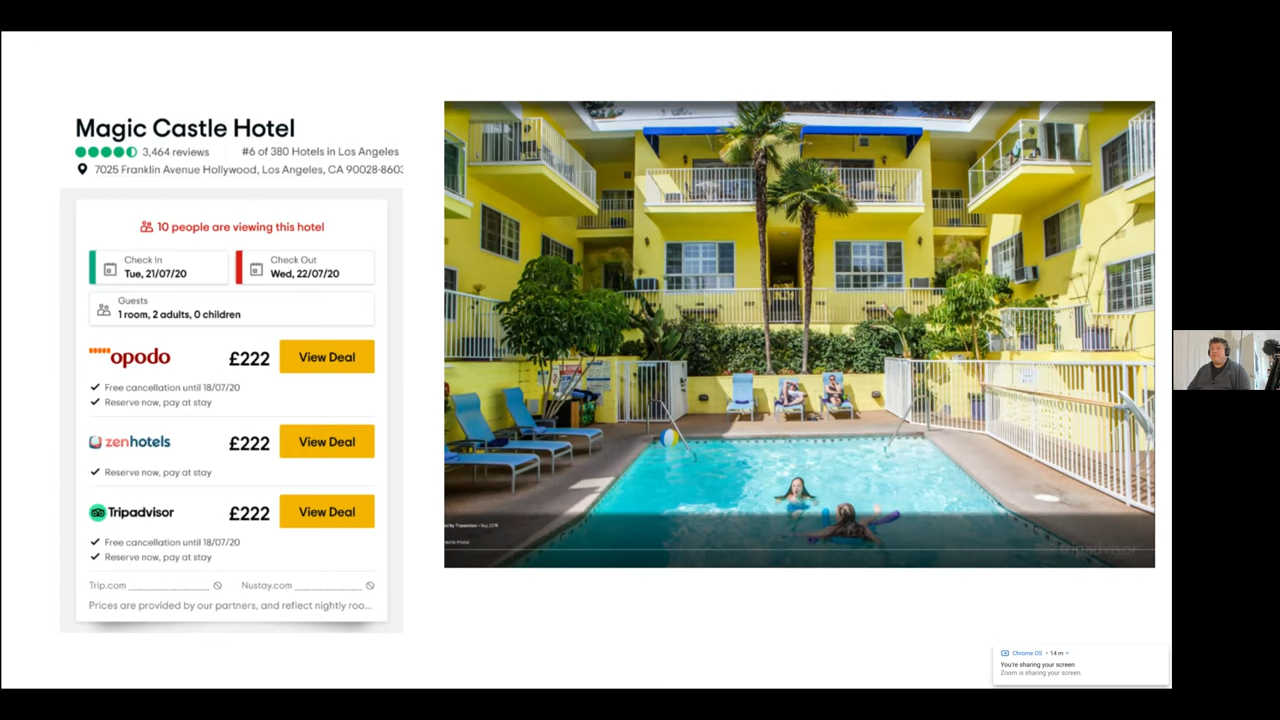 Magic Castle Hotel
3,464 reviews
#6 of 380 Hotels in Los Angeles
7025 Franklin Avenue Hollywood, Los Angeles, CA 90028-860
10 people are viewing this hotel
Check In
Tue, 21/07/20
Check Out
Wed, 22/07/20
Guests
1 room, 2 adults, 0 children
opodo
£222
View Deal
Free cancellation until 18/07/20
Reserve now, pay at stay
zenhotels
£222
View Deal
Reserve now, pay at stay
Tripadvisor
£222
View Deal
Free cancellation until 18/07/20
Reserve now, pay at stay
Trip.com
Nustay.com
Prices are provided by our partners, and reflect nightly roo...
tripadvisor
Chrome OS • 14 m
You're sharing your screen
Zoom is sharing your screen.